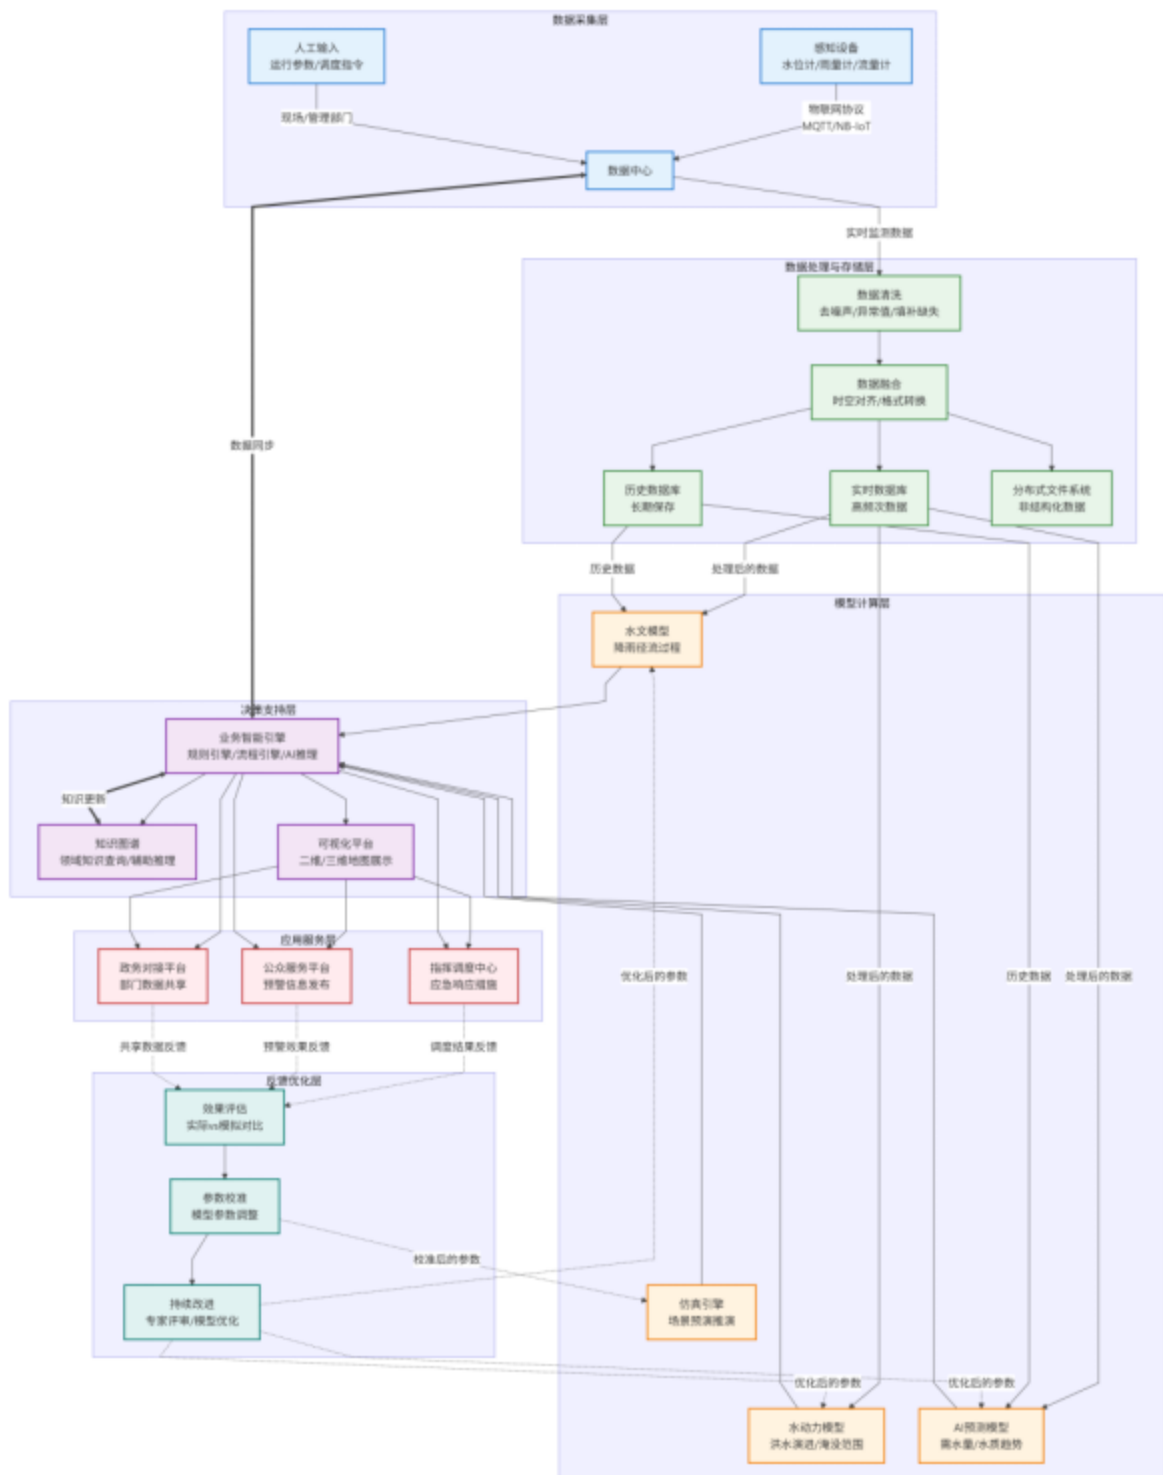 数据采集层
人工输入
运行参数/调度指令
感知设备
水位计/雨量计/流量计
现场/管理部门
物联网协议
MQTT/NB-IoT
数据中心
实时监测数据
数据处理与存储层
数据清洗
去噪声/异常值/填补缺失
数据融合
时空对齐/格式转换
数据同步
历史数据库
长期保存
实时数据库
高频次数据
分布式文件系统
非结构化数据
历史数据
处理后的数据
模型计算层
水文模型
降雨径流过程
决策支持层
业务智能引擎
规则引擎/流程引擎/AI推理
知识更新
知识图谱
领域知识查询/辅助推理
可视化平台
二维/三维地图展示
应用服务层
政务对接平台
部门数据共享
公众服务平台
预警信息发布
指挥调度中心
应急响应措施
优化后的参数
处理后的数据
历史数据
处理后的数据
共享数据反馈
预警效果反馈
调度结果反馈
反馈优化层
效果评估
实际vs模拟对比
参数校准
模型参数调整
校准后的参数
持续改进
专家评审/模型优化
仿真引擎
场景预演推演
优化后的参数
优化后的参数
水动力模型
洪水演进/淹没范围
AI预测模型
需水量/水质趋势